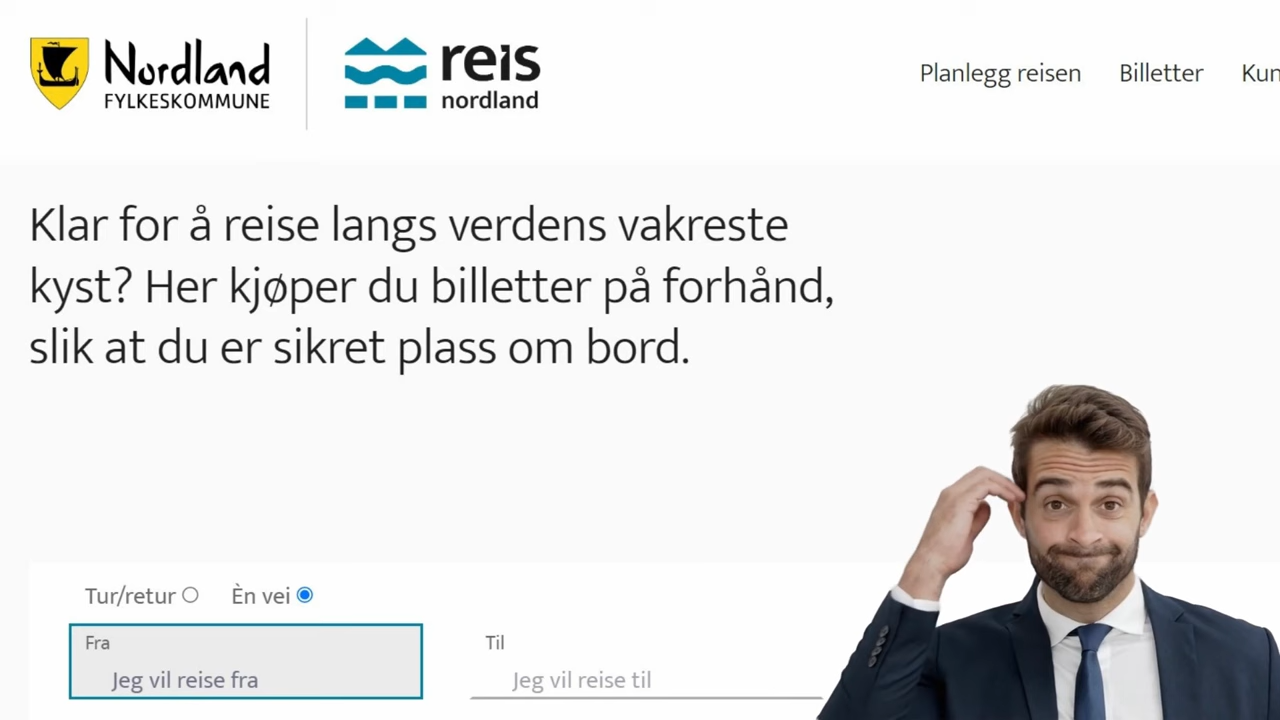 Nordland
FYLKESKOMMUNE
reis
nordland
Planlegg reisen
Billetter
Kun
Klar for å reise langs verdens vakreste
kyst? Her kjøper du billetter på forhånd,
slik at du er sikret plass om bord.
Tur/retur
Èn vei
Fra
Jeg vil reise fra
Til
Jeg vil reise til